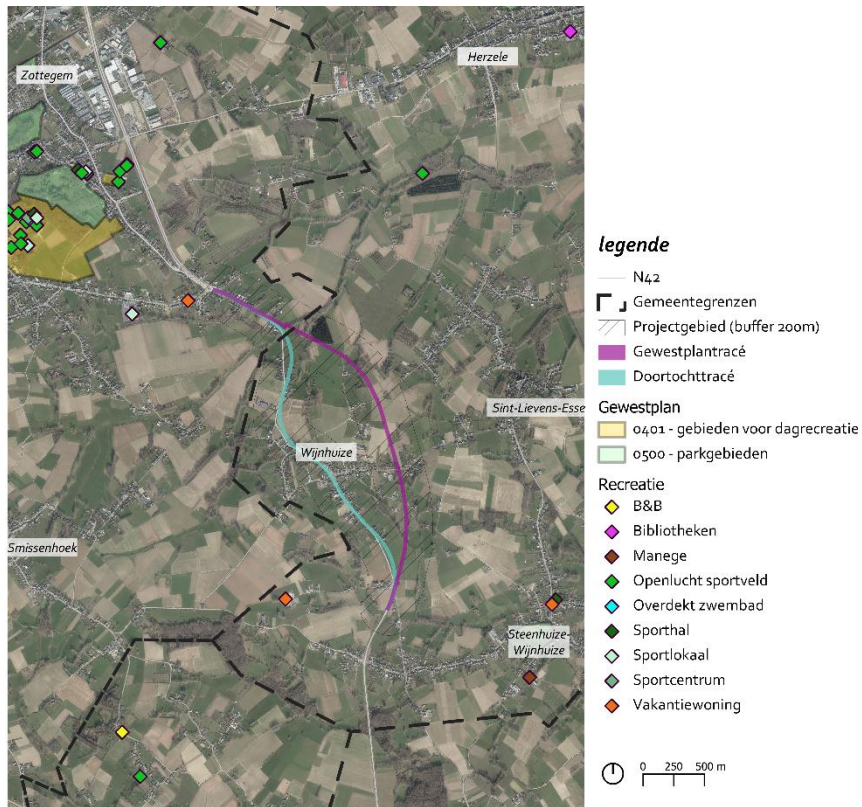 Zottegem
Herzele
Sint-Lievens-Esse
Wijnhuize
Smissenhoek
Steenhuize-
Wijnhuize
legende
N42
Gemeentegrenzen
Projectgebied (buffer 200m)
Gewestplantracé
Doortochttracé
Gewestplan
0401 - gebieden voor dagrecreatie
0500 - parkgebieden
Recreatie
B&B
Bibliotheken
Manege
Openlucht sportveld
Overdekt zwembad
Sporthal
Sportlokaal
Sportcentrum
Vakantiewoning
0 250 500 m